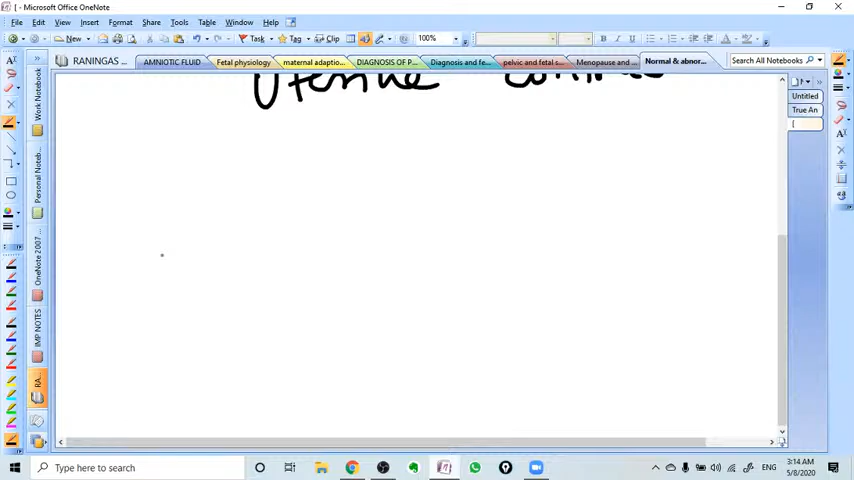 [ - Microsoft Office OneNote
File Edit View Insert Format Share Tools Table Window Help
New Task Tag Clip 100%
RANINGAS ... AMNIOTIC FLUID Fetal physiology maternal adaptio... DIAGNOSIS OF P... Diagnosis and fe... pelvic and fetal s... Menopause and ... Normal & abnor... Search All Notebooks
Uterine
Untitled
True An
[
Work Notebook
Personal Noteb...
OneNote 2007 ...
IMP NOTES
RA...
Type here to search
ENG
3:14 AM
5/8/2020